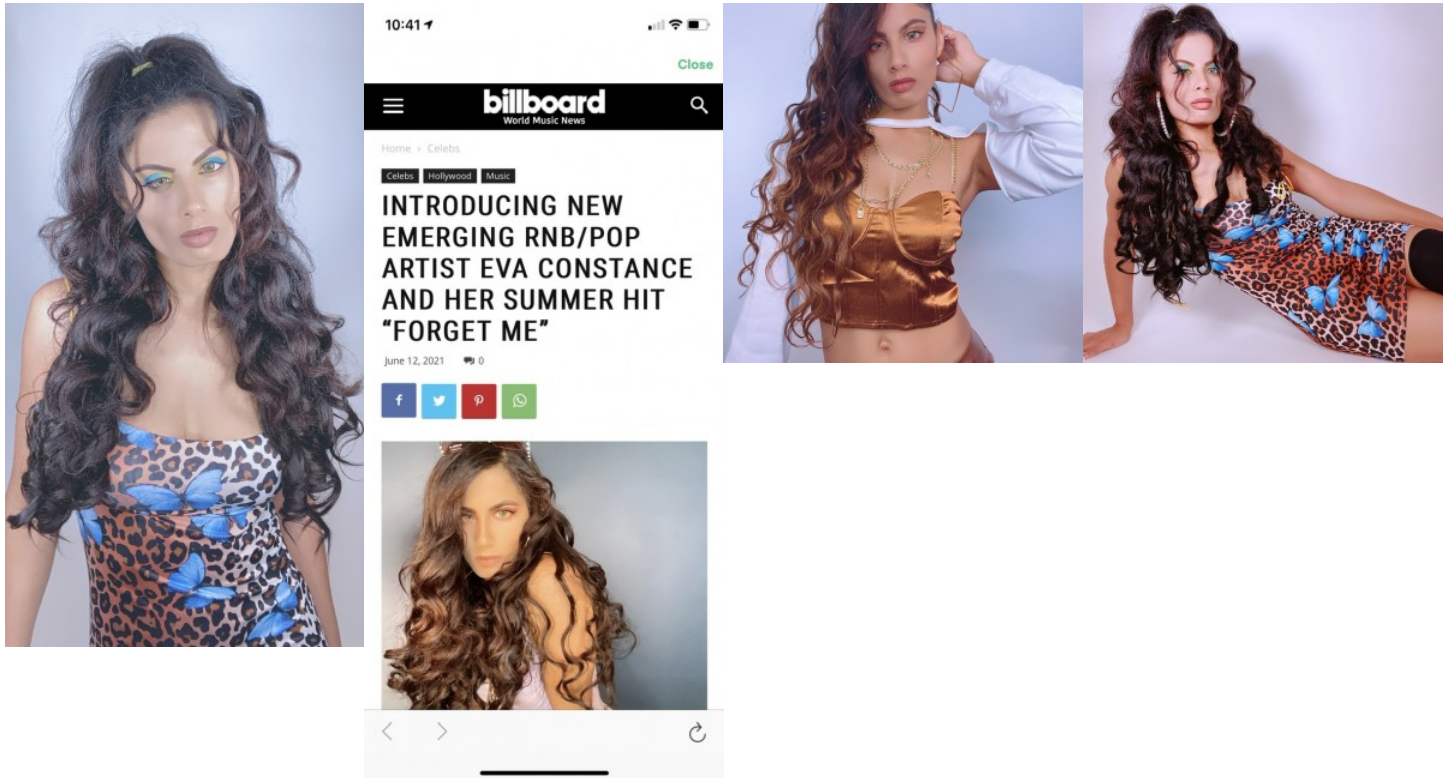 10:41
Close
billboard
World Music News
Home » Celebs
Celebs Hollywood Music
INTRODUCING NEW
EMERGING RNB/POP
ARTIST EVA CONSTANCE
AND HER SUMMER HIT
“FORGET ME”
June 12, 2021 0